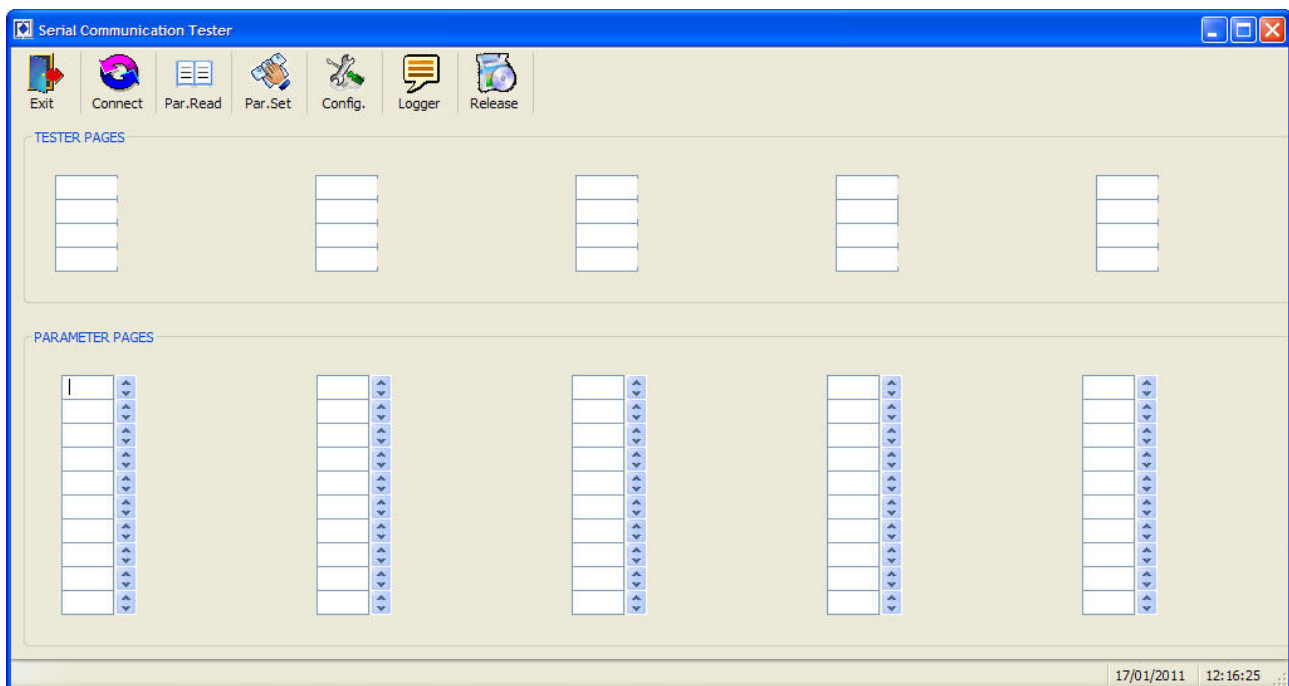 Serial Communication Tester
Exit Connect Par.Read Par.Set Config. Logger Release
TESTER PAGES
PARAMETER PAGES
17/01/2011 12:16:25